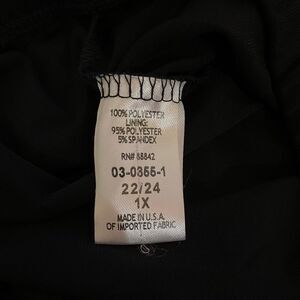 100% POLYESTER
LINING:
95% POLYESTER
5% SPANDEX
RN# 88842
03-0355-1
22/24
1X
MADE IN U.S.A.
OF IMPORTED FABRIC